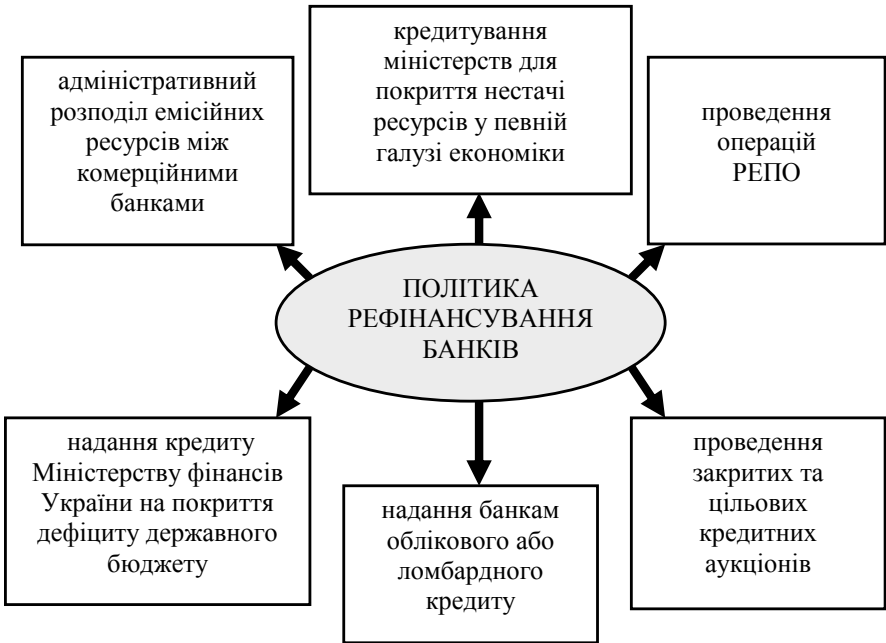 адміністративний
розподіл емісійних
ресурсів між
комерційними
банками
кредитування
міністерств для
покриття нестачі
ресурсів у певній
галузі економіки
проведення
операцій
РЕПО
ПОЛІТИКА
РЕФІНАНСУВАННЯ
БАНКІВ
надання кредиту
Міністерству фінансів
України на покриття
дефіциту державного
бюджету
надання банкам
облікового або
ломбардного
кредиту
проведення
закритих та
цільових
кредитних
аукціонів